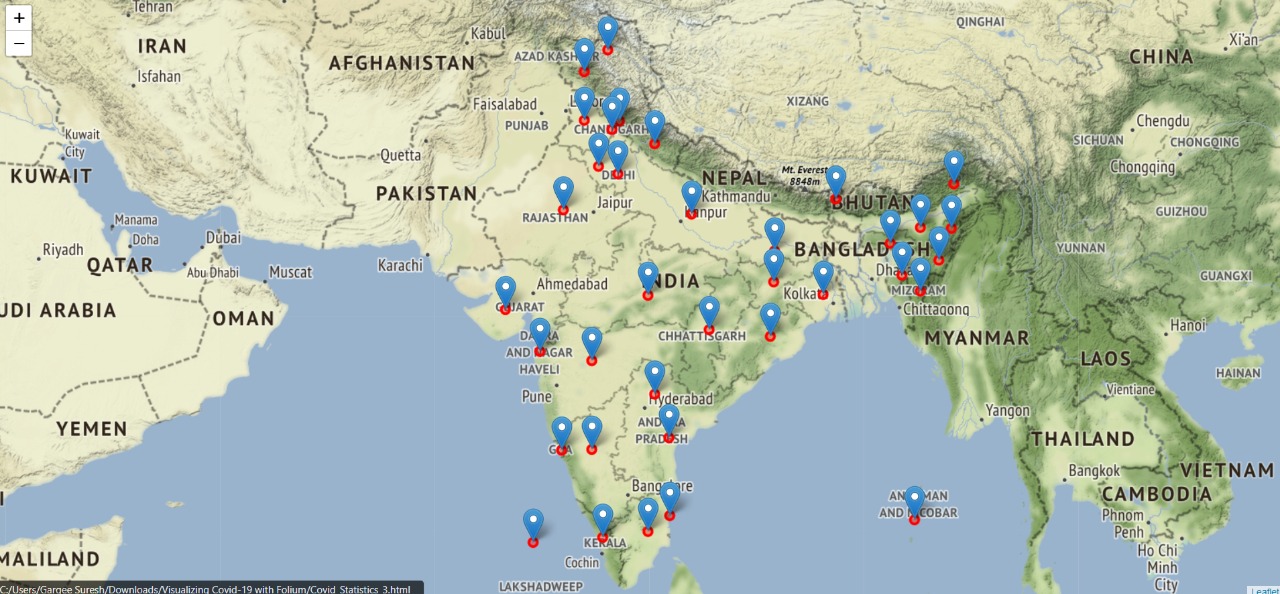 +
−
Tehran
IRAN
Isfahan
Kabul
AFGHANISTAN
AZAD KASHMIR
QINGHAI
Xi'an
CHINA
Faisalabad
PUNJAB
CHANDIGARH
XIZANG
Chengdu
SICHUAN
CHONGQING
Chongqing
Kuwait
City
KUWAIT
Quetta
PAKISTAN
DELHI
Jaipur
RAJASTHAN
Kanpur
NEPAL
Kathmandu
Mt. Everest
8848m
BHUTAN
GUIZHOU
YUNNAN
GUANGXI
Manama
Doha
QATAR
Riyadh
Dubai
Abu Dhabi
Muscat
Karachi
BANGLADESH
MIZORAM
Chittagong
Ahmedabad
GUJARAT
INDIA
UDI ARABIA
OMAN
CHHATTISGARH
DADRA
AND NAGAR
HAVELI
Pune
MYANMAR
Hanoi
LAOS
HAINAN
Vientiane
Hyderabad
ANDHRA
PRADESH
YEMEN
GOA
Yangon
THAILAND
Bangkok
VIETNAM
CAMBODIA
Phnom
Penh
Ho Chi
Minh
City
Bangalore
ANDAMAN
AND NICOBAR
KERALA
Cochin
LAKSHADWEEP
MALILAND
C:/Users/Gargee Suresh/Downloads/Visualizing Covid-19 with Folium/Covid_Statistics_3.html
Leaflet